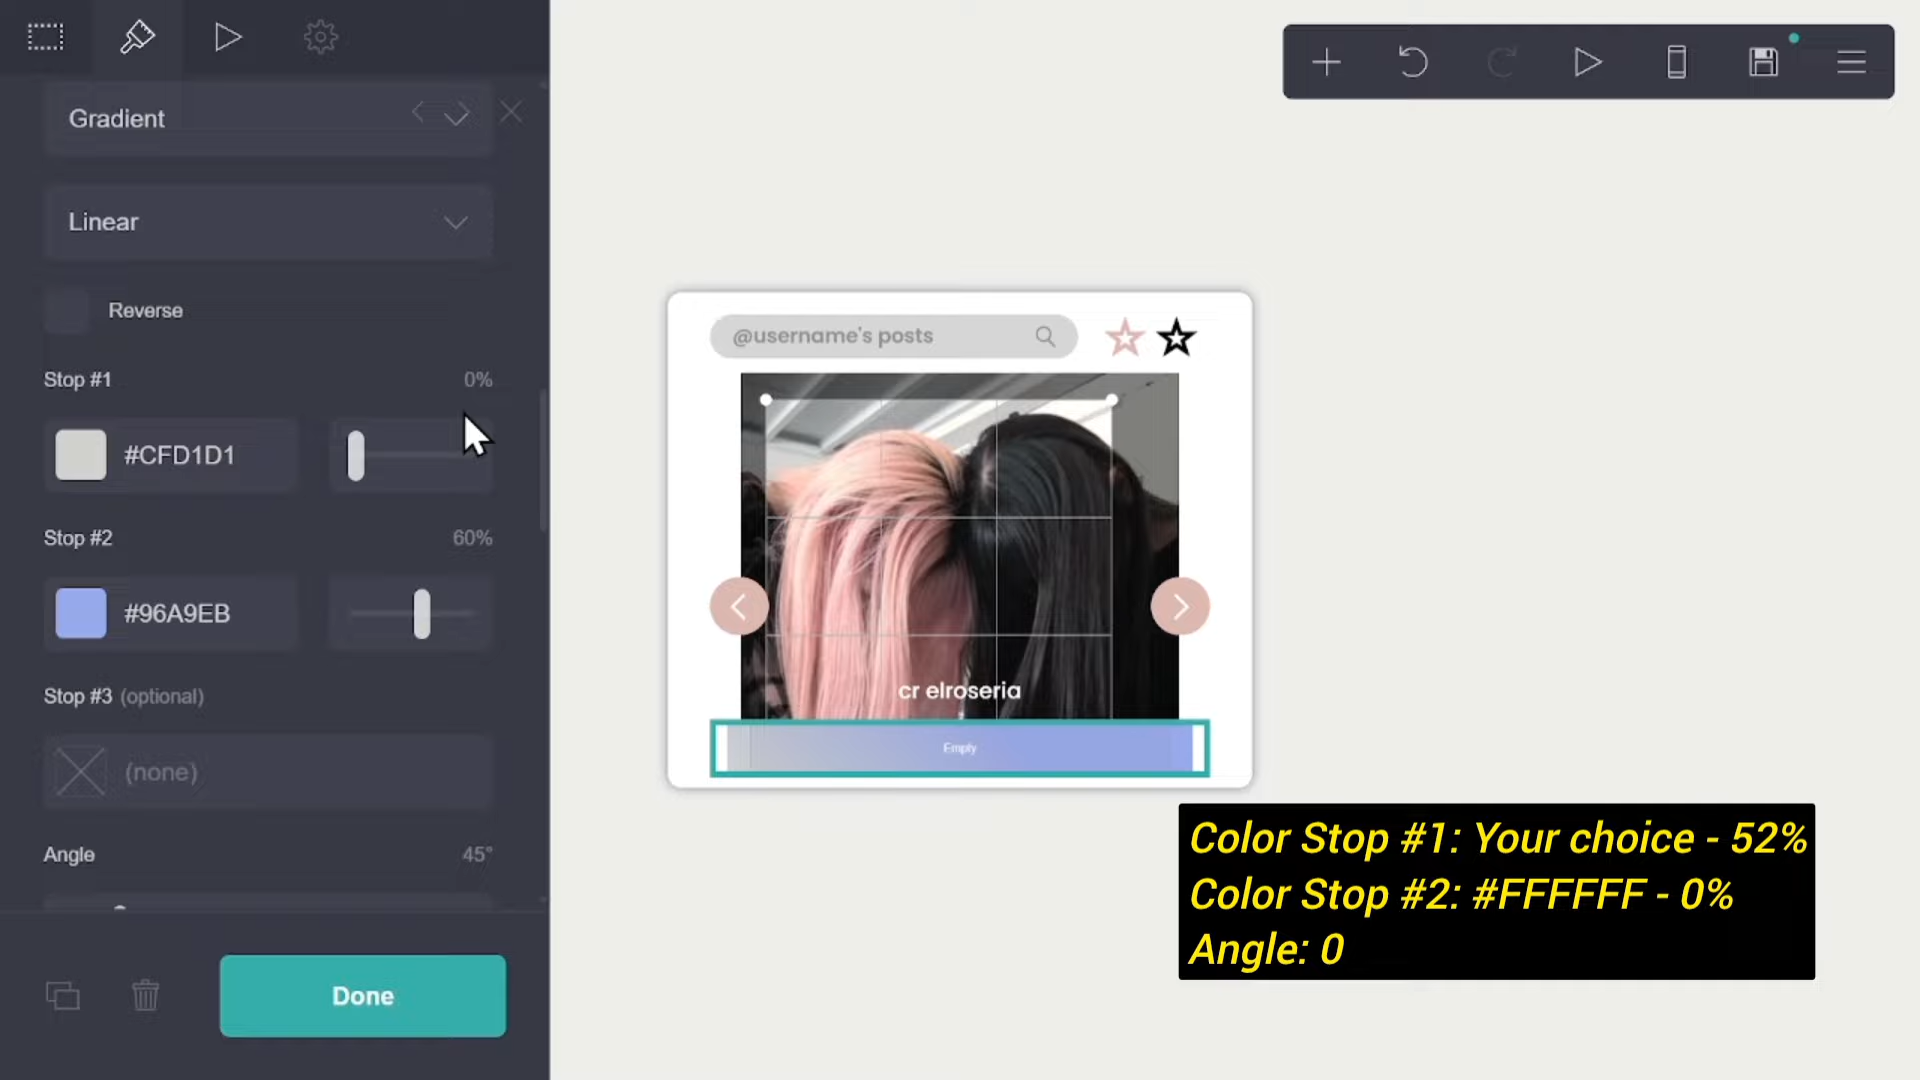 Gradient
Linear
Reverse
Stop #1 0%
#CFD1D1
Stop #2 60%
#96A9EB
Stop #3 (optional)
(none)
Angle 45°
Done
@username's posts
cr elroseria
Empty
Color Stop #1: Your choice - 52%
Color Stop #2: #FFFFFF - 0%
Angle: 0